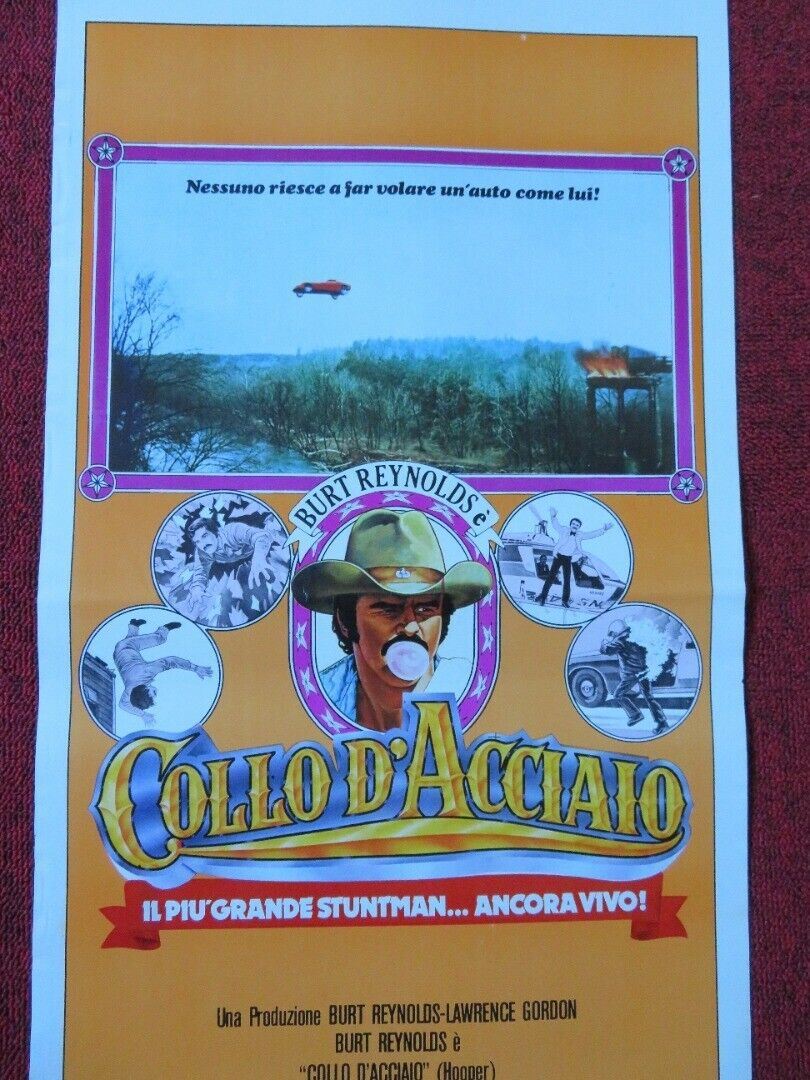 Nessuno riesce a far volare un'auto come lui!
BURT REYNOLDS è
COLLO D'ACCIAIO
IL PIU' GRANDE STUNTMAN... ANCORA VIVO!
Una Produzione BURT REYNOLDS-LAWRENCE GORDON
BURT REYNOLDS è
"COLLO D'ACCIAIO" (Hooper)